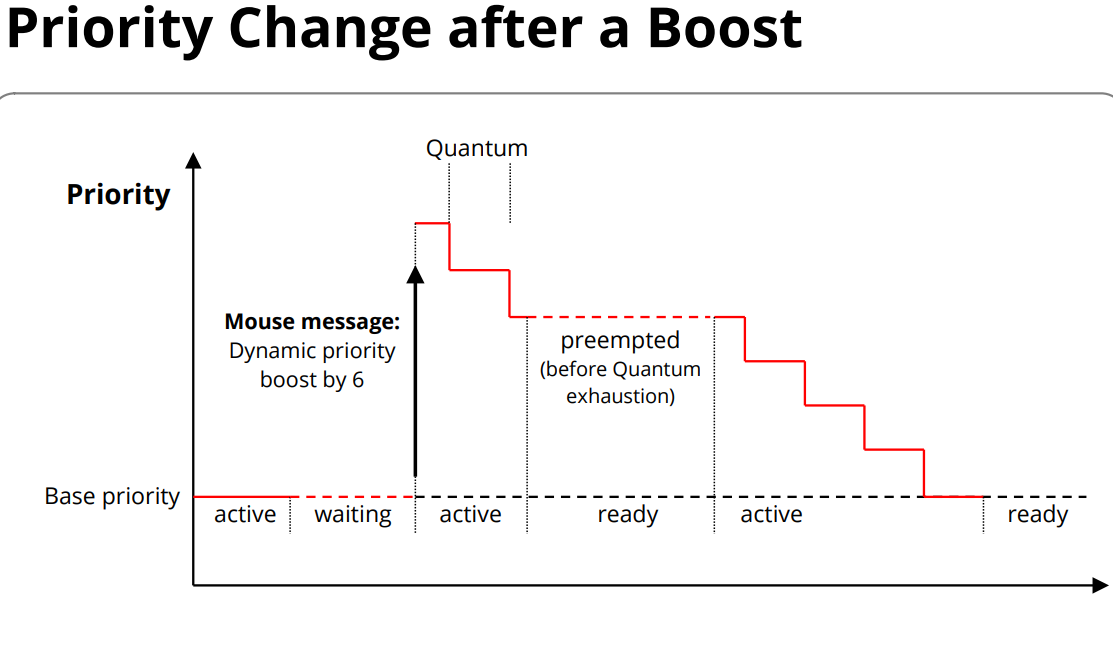 Priority Change after a Boost
Quantum
Priority
Mouse message:
Dynamic priority
boost by 6
preempted
(before Quantum
exhaustion)
Base priority
active
waiting
active
ready
active
ready